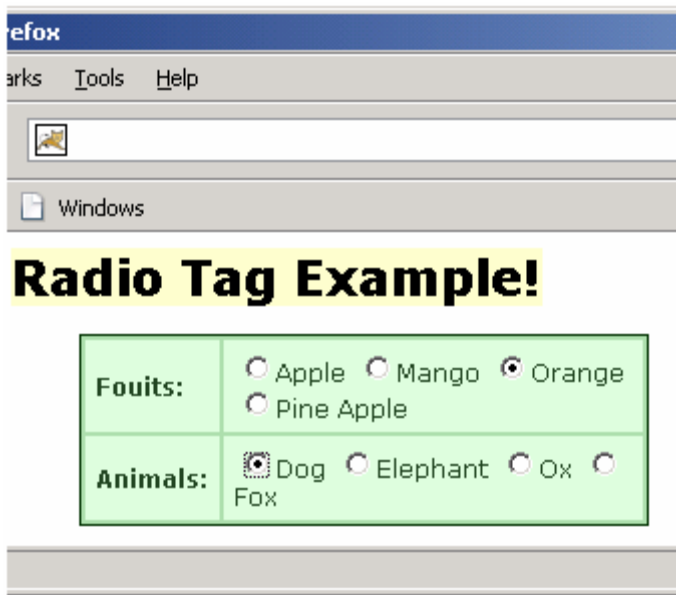 refox
arks Tools Help
Windows
Radio Tag Example!
Fouits: Apple Mango Orange
Pine Apple
Animals: Dog Elephant Ox
Fox